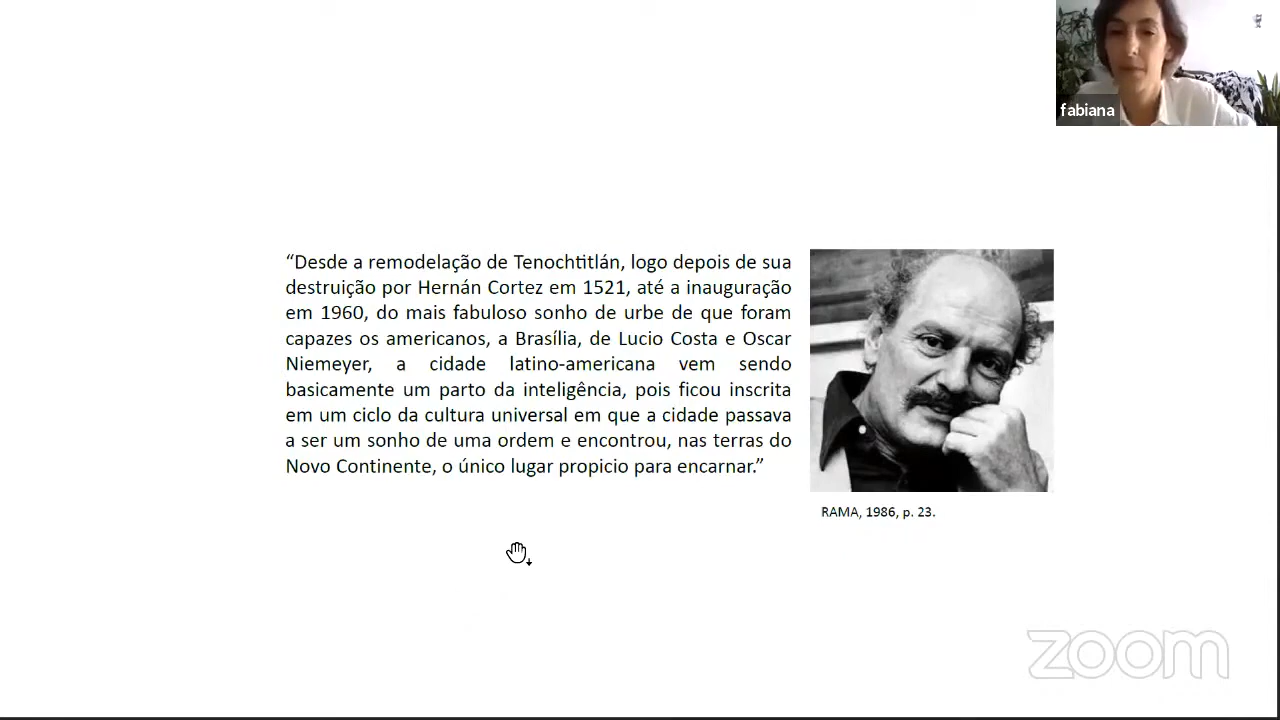 fabiana
“Desde a remodelação de Tenochtitlán, logo depois de sua
destruição por Hernán Cortez em 1521, até a inauguração
em 1960, do mais fabuloso sonho de urbe de que foram
capazes os americanos, a Brasília, de Lucio Costa e Oscar
Niemeyer, a cidade latino-americana vem sendo
basicamente um parto da inteligência, pois ficou inscrita
em um ciclo da cultura universal em que a cidade passava
a ser um sonho de uma ordem e encontrou, nas terras do
Novo Continente, o único lugar propicio para encarnar.”
RAMA, 1986, p. 23.
zoom